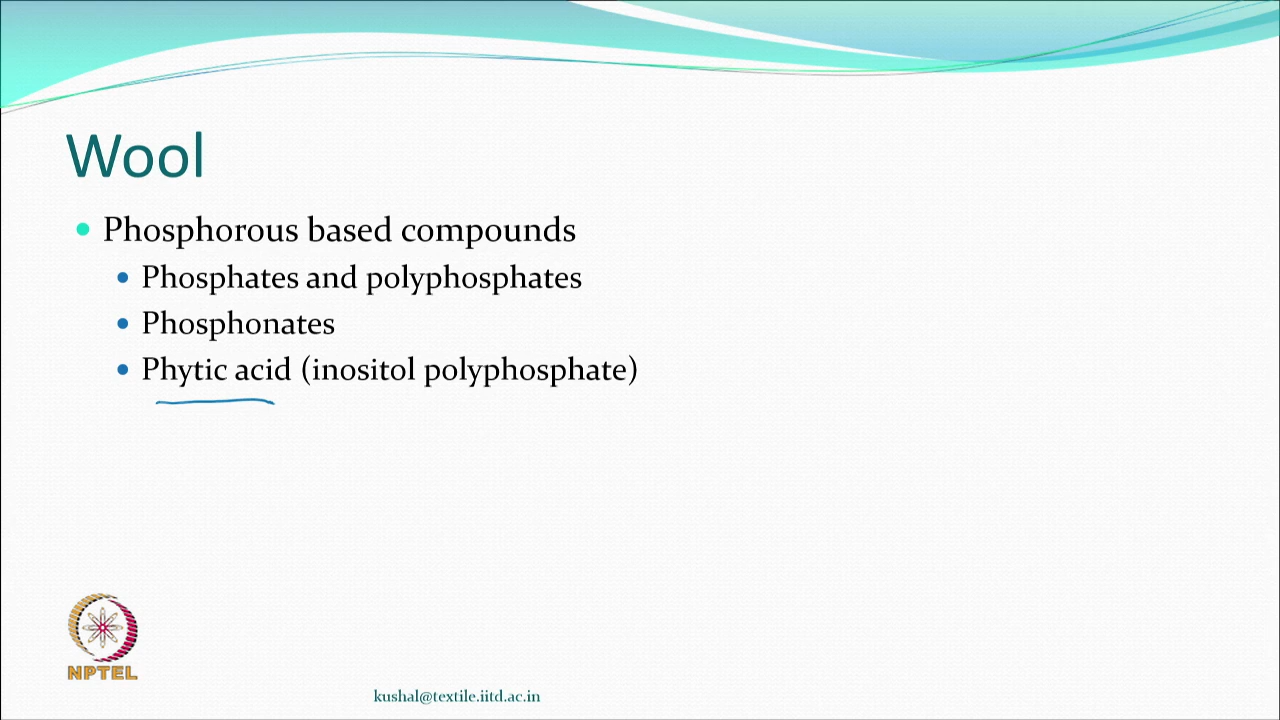 Wool
Phosphorous based compounds
Phosphates and polyphosphates
Phosphonates
Phytic acid (inositol polyphosphate)
NPTEL
kushal@textile.iitd.ac.in